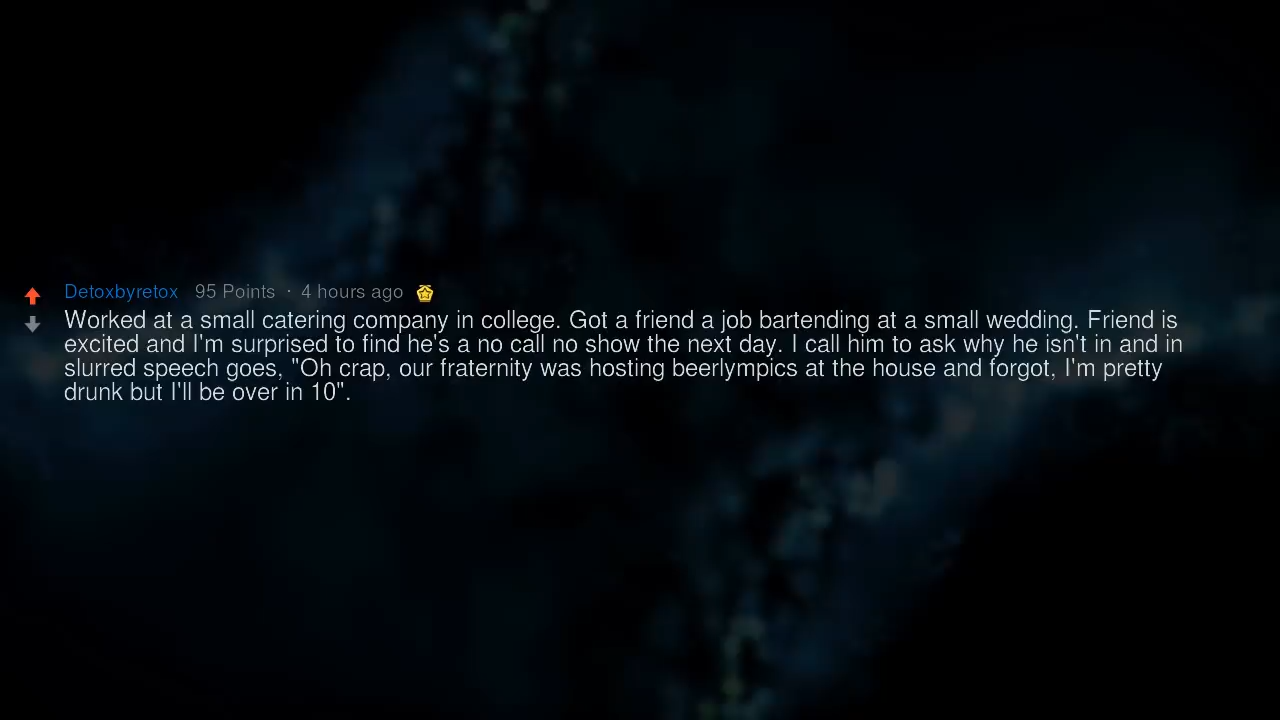 Detoxbyretox 95 Points · 4 hours ago
Worked at a small catering company in college. Got a friend a job bartending at a small wedding. Friend is
excited and I'm surprised to find he's a no call no show the next day. I call him to ask why he isn't in and in
slurred speech goes, "Oh crap, our fraternity was hosting beerlympics at the house and forgot, I'm pretty
drunk but I'll be over in 10".